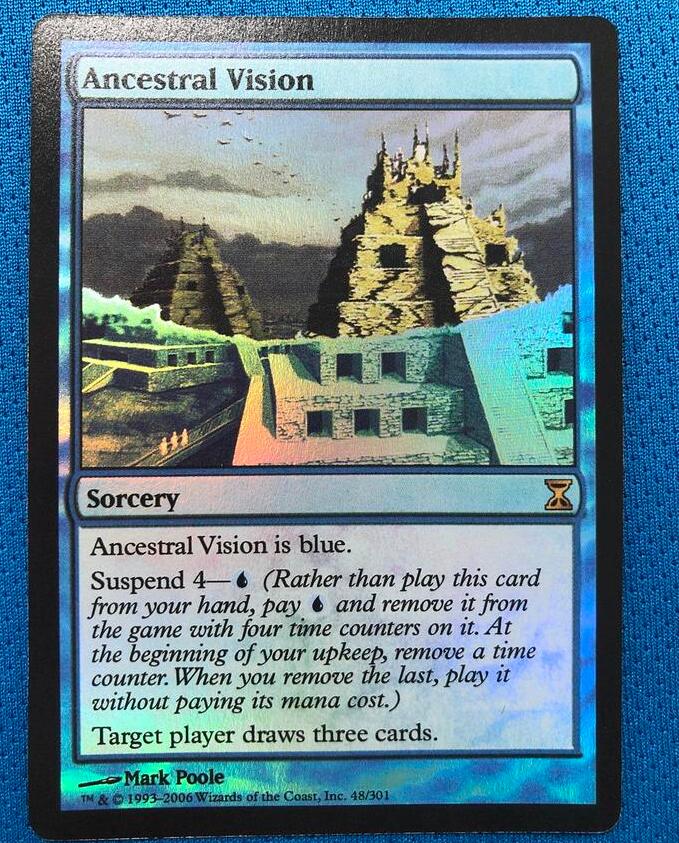 Ancestral Vision
Sorcery
Ancestral Vision is blue.
Suspend 4— (Rather than play this card
from your hand, pay and remove it from
the game with four time counters on it. At
the beginning of your upkeep, remove a time
counter. When you remove the last, play it
without paying its mana cost.)
Target player draws three cards.
Mark Poole
™ & © 1993–2006 Wizards of the Coast, Inc. 48/301